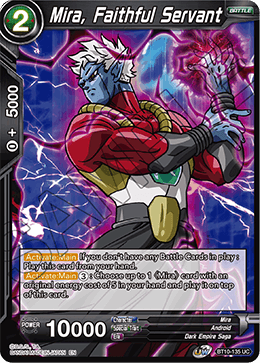 2
Mira, Faithful Servant
BATTLE
+ 5000
Activate Main If you don't have any Battle Cards in play :
Play this card from your hand.
Activate Main 3 : Choose up to 1 《Mira》 card with an
original energy cost of 5 in your hand and play it on top
of this card.
POWER 10000
Character Mira
Special Trait Android
Era Dark Empire Saga
BT10-135 UC